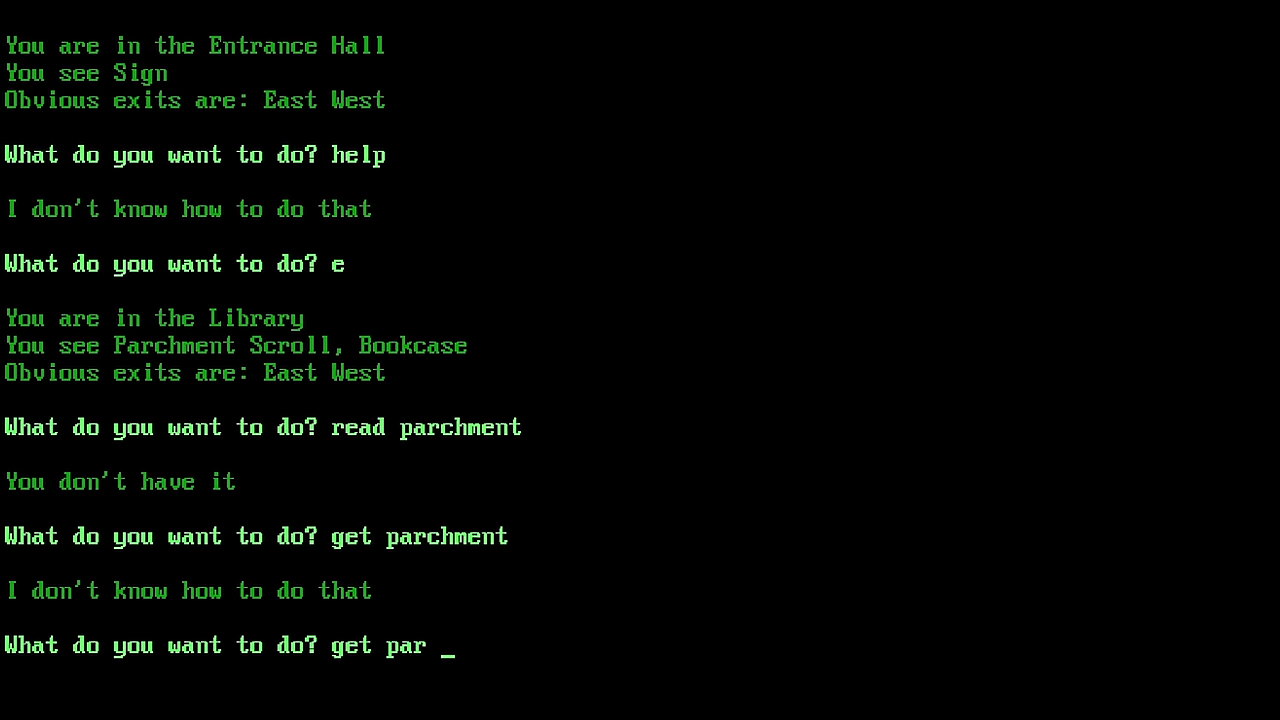 You are in the Entrance Hall
You see Sign
Obvious exits are: East West
What do you want to do? help
I don't know how to do that
What do you want to do? e
You are in the Library
You see Parchment Scroll, Bookcase
Obvious exits are: East West
What do you want to do? read parchment
You don't have it
What do you want to do? get parchment
I don't know how to do that
What do you want to do? get par _